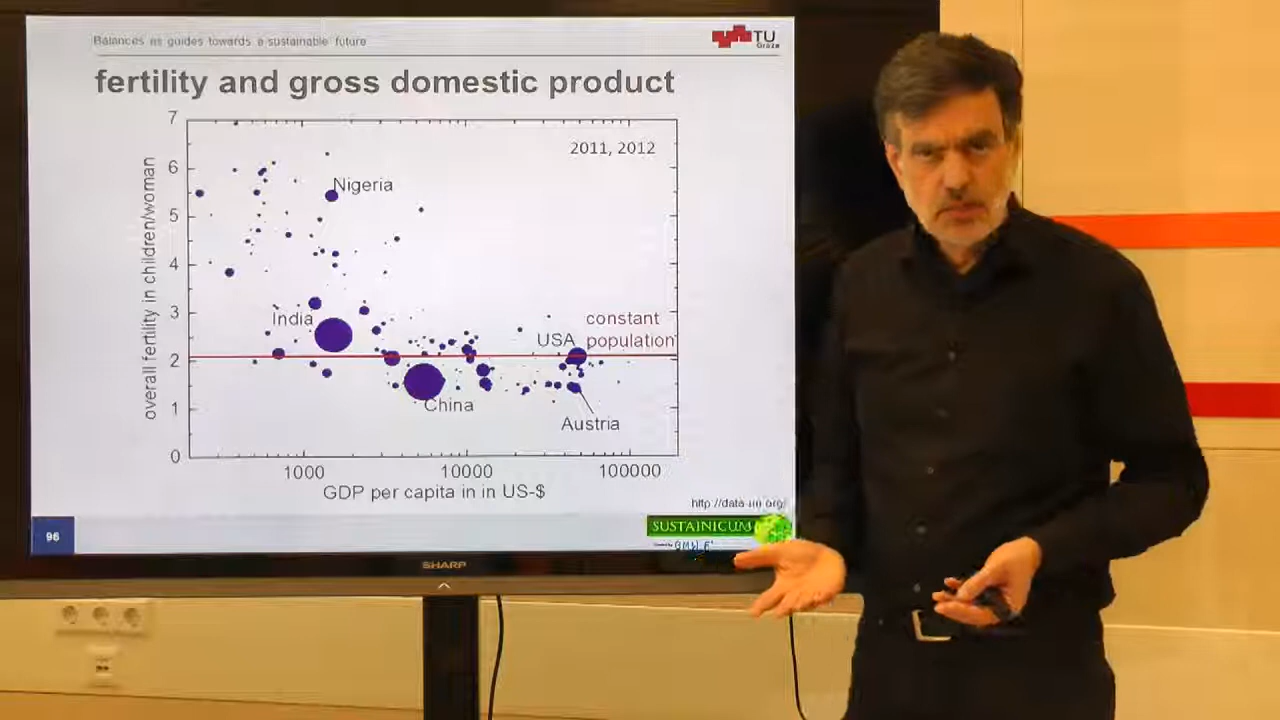 Balances as guides towards a sustainable future
TU
Graz
fertility and gross domestic product
7
6
5
4
3
2
1
0
overall fertility in children/woman
2011, 2012
Nigeria
India
USA
constant
population
China
Austria
1000
10000
100000
GDP per capita in in US-$
http://data.un.org/
96
SUSTAINICUM
SHARP